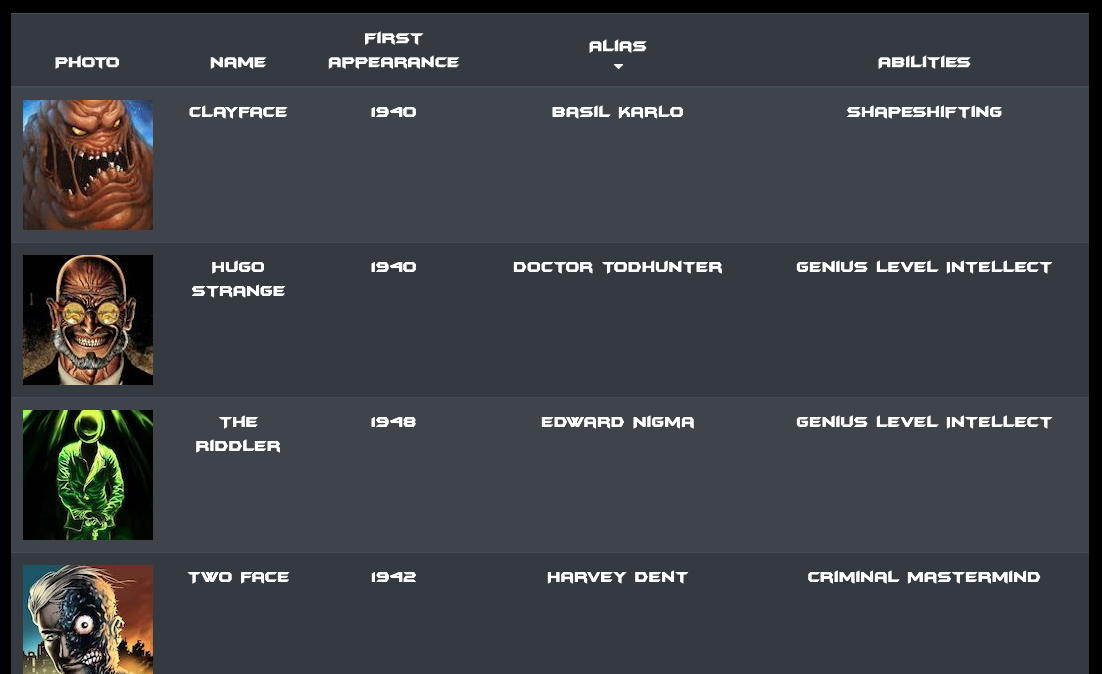 PHOTO
NAME
FIRST
APPEARANCE
ALIAS
ABILITIES
CLAYFACE
1940
BASIL KARLO
SHAPESHIFTING
HUGO
STRANGE
1940
DOCTOR TODHUNTER
GENIUS LEVEL INTELLECT
THE
RIDDLER
1948
EDWARD NIGMA
GENIUS LEVEL INTELLECT
TWO FACE
1942
HARVEY DENT
CRIMINAL MASTERMIND